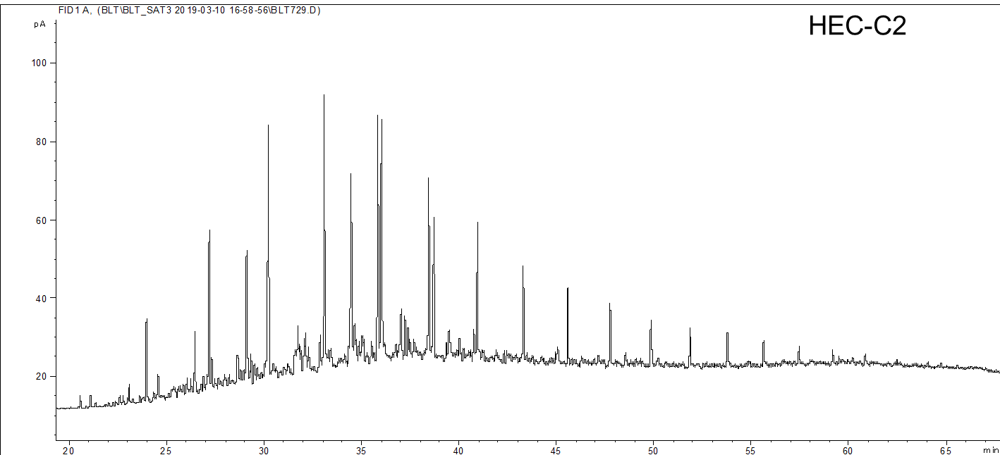 FID1 A, (BLT\BLT_SAT3 2019-03-10 16-58-56\BLT729.D)
HEC-C2
pA
100
80
60
40
20
20 25 30 35 40 45 50 55 60 65 min